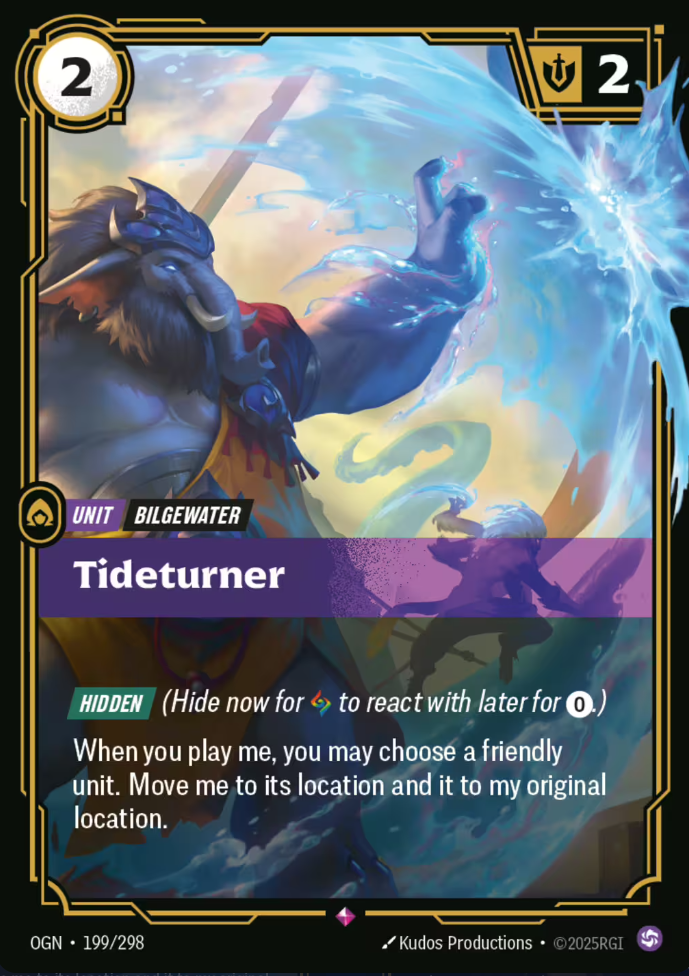 2
2
UNIT BILGEWATER
Tideturner
HIDDEN (Hide now for to react with later for 0.)
When you play me, you may choose a friendly
unit. Move me to its location and it to my original
location.
OGN • 199/298
Kudos Productions • ©2025RGI